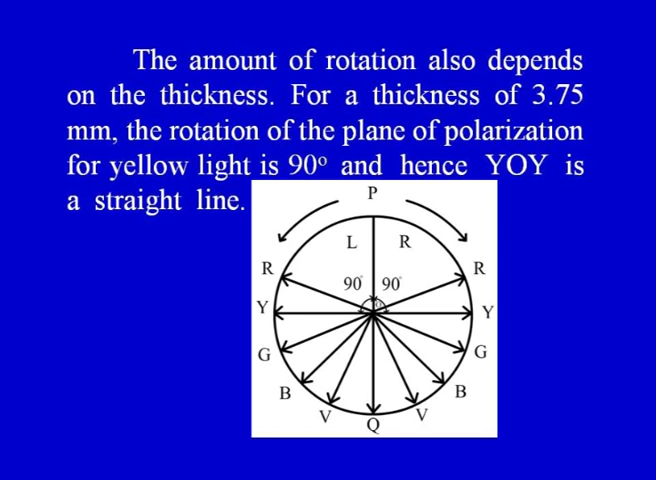 The amount of rotation also depends
on the thickness. For a thickness of 3.75
mm, the rotation of the plane of polarization
for yellow light is 90° and hence YOY is
a straight line.
P
L R
R R
90° 90°
Y Y
G G
B B
V V
Q